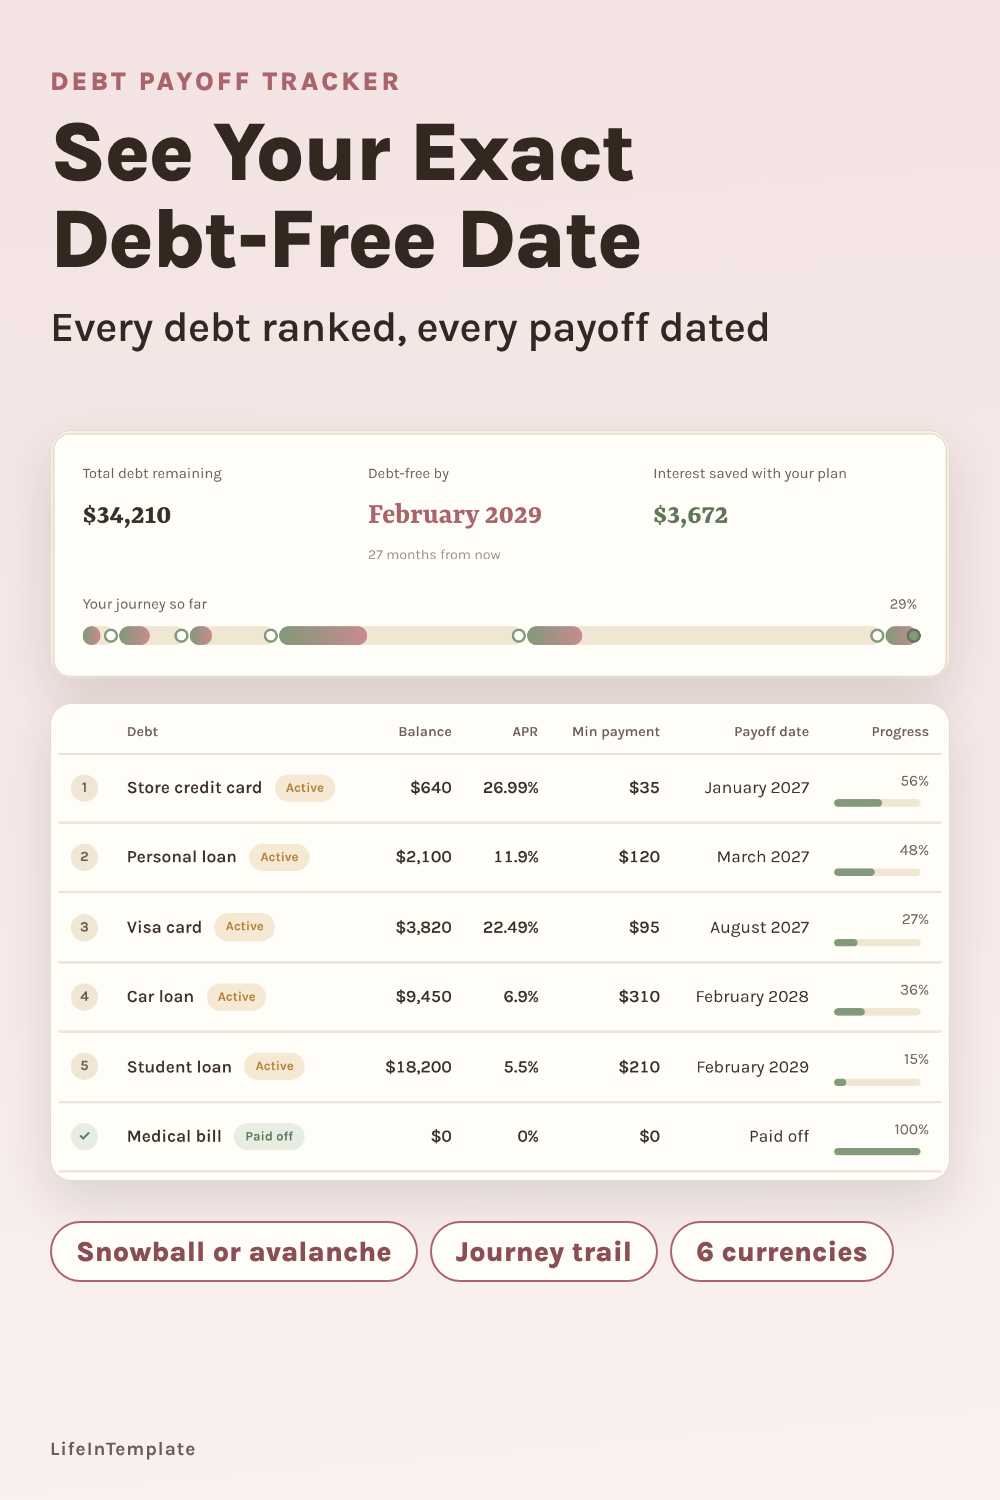 DEBT PAYOFF TRACKER
See Your Exact
Debt-Free Date
Every debt ranked, every payoff dated
Total debt remaining
$34,210
Debt-free by
February 2029
27 months from now
Interest saved with your plan
$3,672
Your journey so far 29%
Debt Balance APR Min payment Payoff date Progress
1 Store credit card Active $640 26.99% $35 January 2027 56%
2 Personal loan Active $2,100 11.9% $120 March 2027 48%
3 Visa card Active $3,820 22.49% $95 August 2027 27%
4 Car loan Active $9,450 6.9% $310 February 2028 36%
5 Student loan Active $18,200 5.5% $210 February 2029 15%
Medical bill Paid off $0 0% $0 Paid off 100%
Snowball or avalanche Journey trail 6 currencies
LifeInTemplate